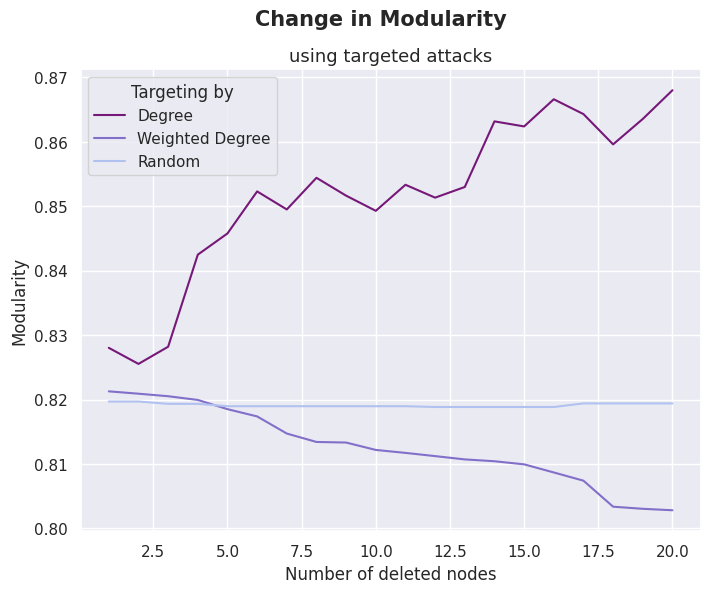 Change in Modularity
using targeted attacks
Targeting by
Degree
Weighted Degree
Random
Modularity
0.87
0.86
0.85
0.84
0.83
0.82
0.81
0.80
2.5 5.0 7.5 10.0 12.5 15.0 17.5 20.0
Number of deleted nodes